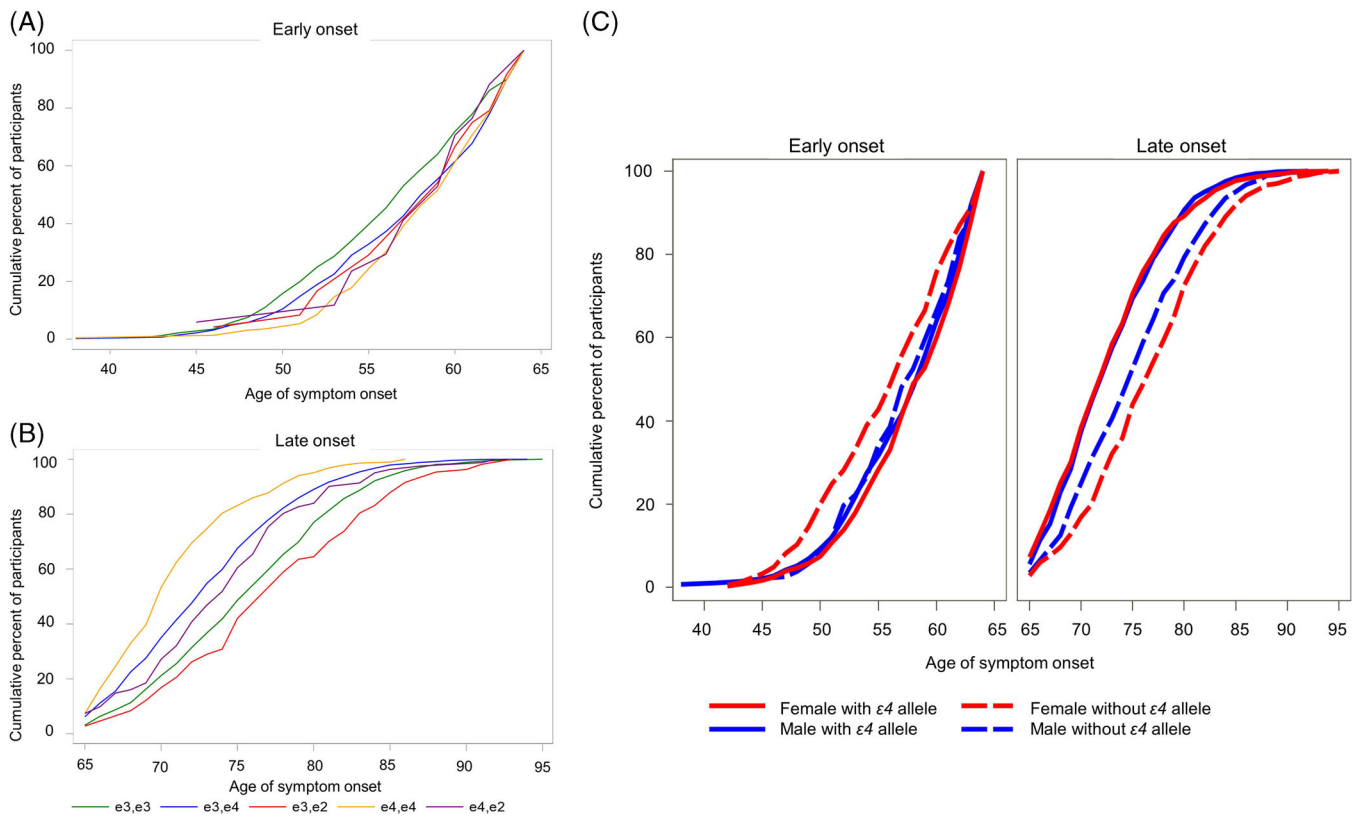 (A)
Early onset
Cumulative percent of participants
100
80
60
40
20
0
40 45 50 55 60 65
Age of symptom onset
(B)
Late onset
Cumulative percent of participants
100
80
60
40
20
0
65 70 75 80 85 90 95
Age of symptom onset
e3,e3 e3,e4 e3,e2 e4,e4 e4,e2
(C)
Early onset Late onset
Cumulative percent of participants
100
80
60
40
20
0
40 45 50 55 60 65 65 70 75 80 85 90 95
Age of symptom onset
Female with ε4 allele Female without ε4 allele
Male with ε4 allele Male without ε4 allele